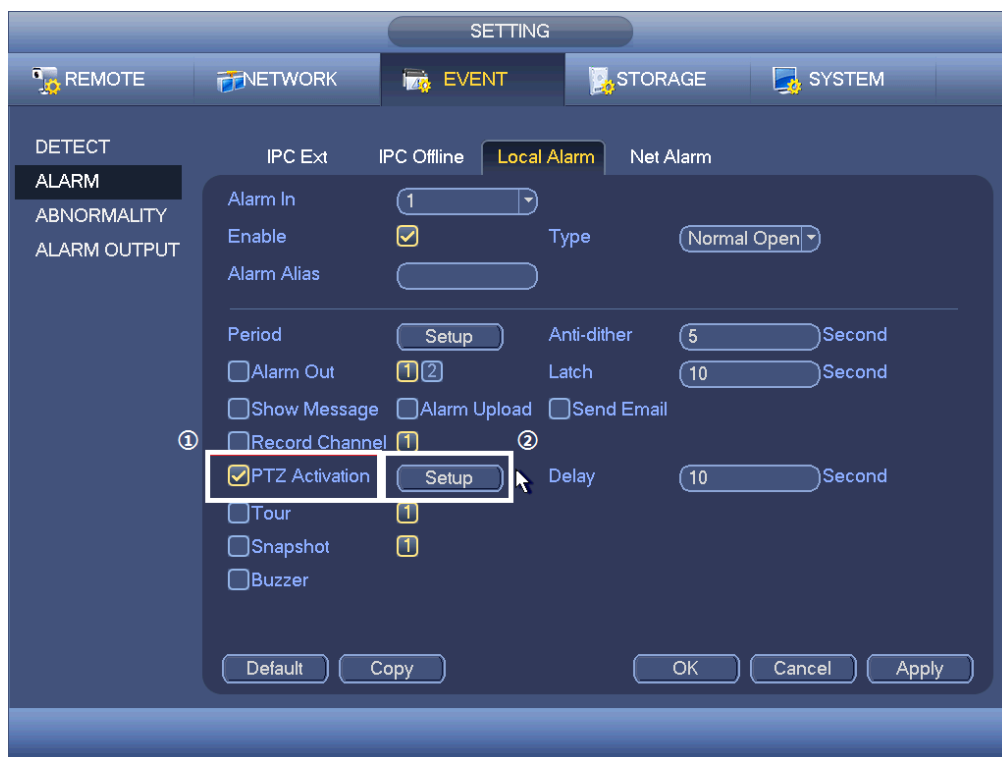 SETTING
REMOTE NETWORK EVENT STORAGE SYSTEM
DETECT
ALARM
ABNORMALITY
ALARM OUTPUT
IPC Ext IPC Offline Local Alarm Net Alarm
Alarm In 1
Enable Type Normal Open
Alarm Alias
Period Setup Anti-dither 5 Second
Alarm Out 1 2 Latch 10 Second
Show Message Alarm Upload Send Email
① Record Channel 1 ②
PTZ Activation Setup Delay 10 Second
Tour 1
Snapshot 1
Buzzer
Default Copy OK Cancel Apply